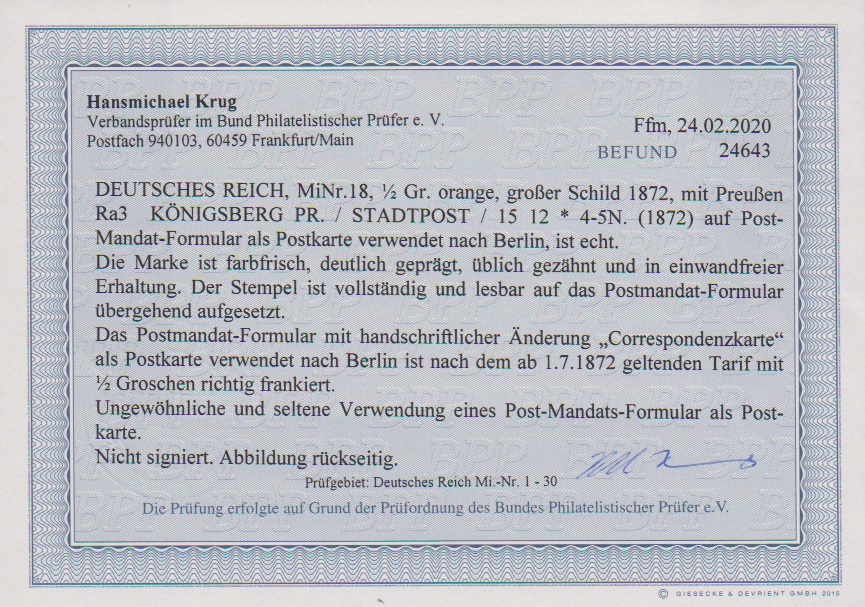 Hansmichael Krug
Verbandsprüfer im Bund Philatelistischer Prüfer e. V.
Postfach 940103, 60459 Frankfurt/Main
Ffm, 24.02.2020
BEFUND 24643
DEUTSCHES REICH, MiNr.18, ½ Gr. orange, großer Schild 1872, mit Preußen
Ra3 KÖNIGSBERG PR. / STADTPOST / 15 12 * 4-5N. (1872) auf Post-
Mandat-Formular als Postkarte verwendet nach Berlin, ist echt.
Die Marke ist farbfrisch, deutlich geprägt, üblich gezähnt und in einwandfreier
Erhaltung. Der Stempel ist vollständig und lesbar auf das Postmandat-Formular
übergehend aufgesetzt.
Das Postmandat-Formular mit handschriftlicher Änderung „Correspondenzkarte“
als Postkarte verwendet nach Berlin ist nach dem ab 1.7.1872 geltenden Tarif mit
½ Groschen richtig frankiert.
Ungewöhnliche und seltene Verwendung eines Post-Mandats-Formular als Post-
karte.
Nicht signiert. Abbildung rückseitig.
Prüfgebiet: Deutsches Reich Mi.-Nr. 1 - 30
Die Prüfung erfolgte auf Grund der Prüfordnung des Bundes Philatelistischer Prüfer e.V.
© GIESECKE & DEVRIENT GMBH 2015